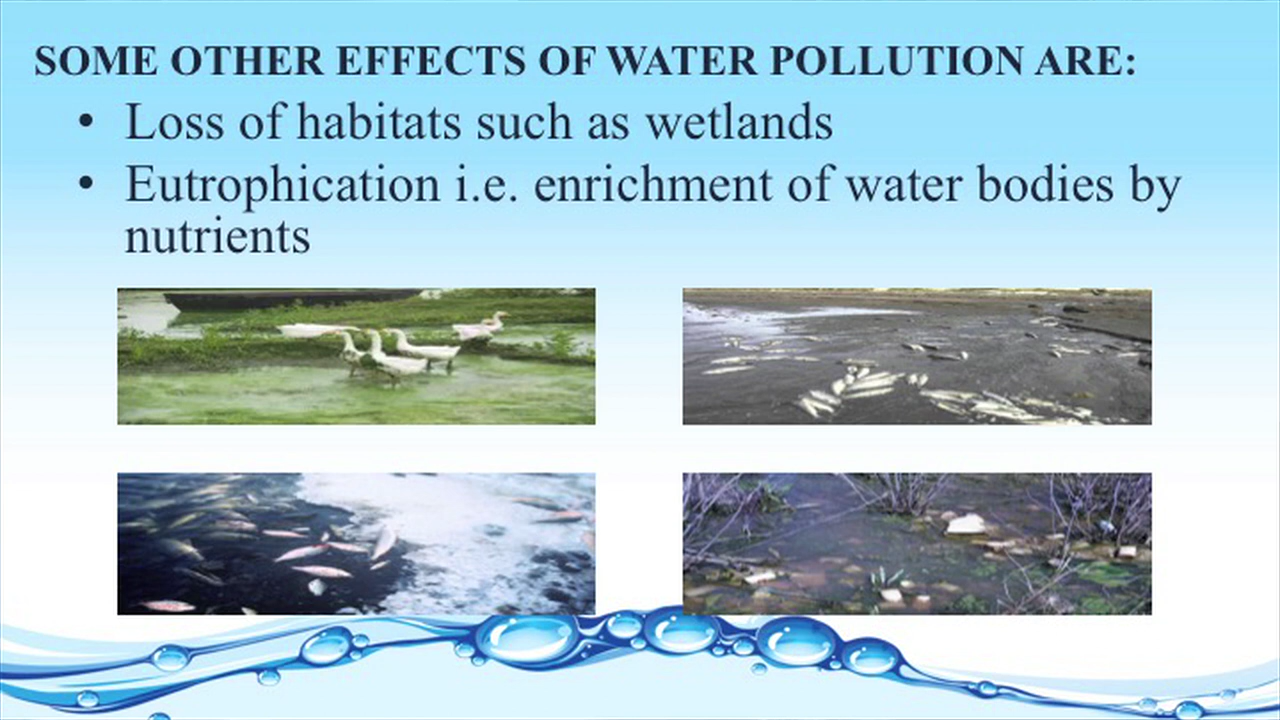 SOME OTHER EFFECTS OF WATER POLLUTION ARE:
• Loss of habitats such as wetlands
• Eutrophication i.e. enrichment of water bodies by
nutrients